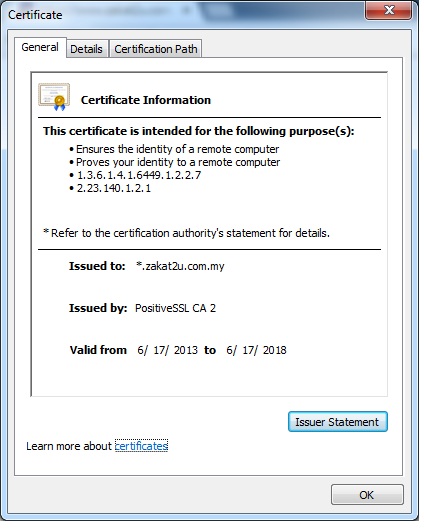 Certificate
General Details Certification Path
Certificate Information
This certificate is intended for the following purpose(s):
• Ensures the identity of a remote computer
• Proves your identity to a remote computer
• 1.3.6.1.4.1.6449.1.2.2.7
• 2.23.140.1.2.1
* Refer to the certification authority's statement for details.
Issued to: *.zakat2u.com.my
Issued by: PositiveSSL CA 2
Valid from 6/ 17/ 2013 to 6/ 17/ 2018
Issuer Statement
Learn more about certificates
OK